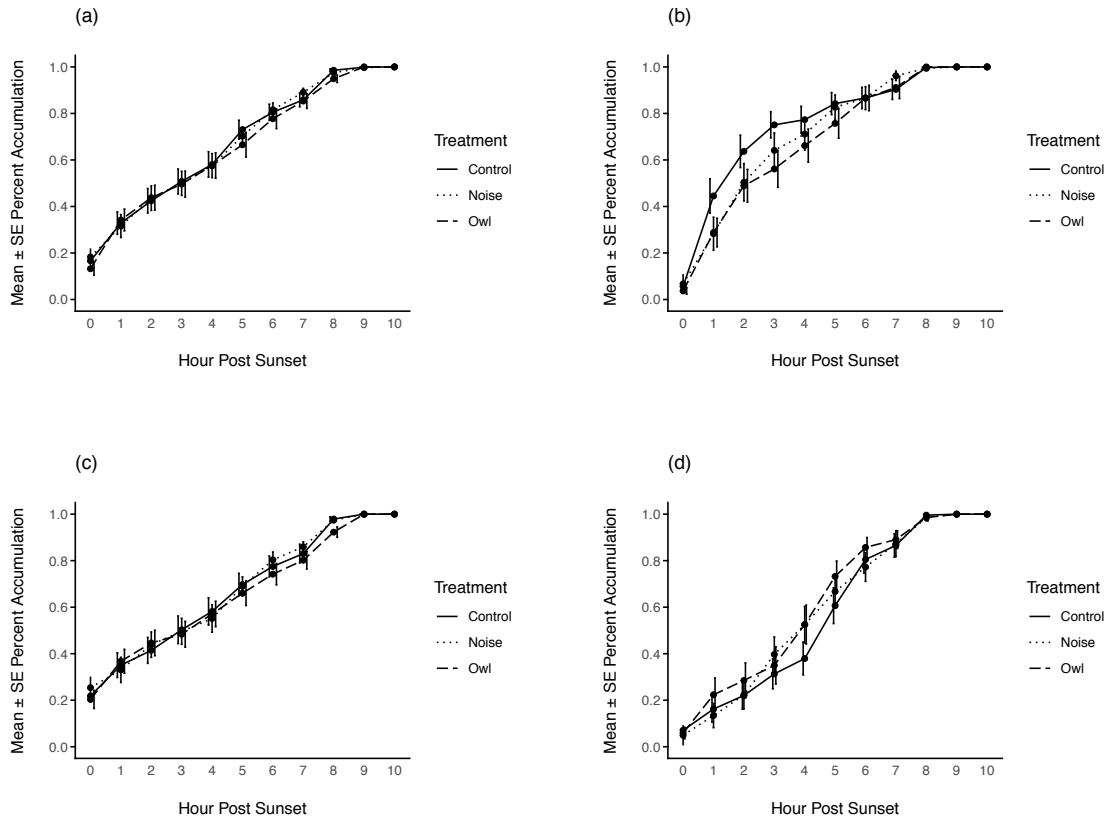 (a)
Mean ± SE Percent Accumulation
1.0
0.8
0.6
0.4
0.2
0.0
0 1 2 3 4 5 6 7 8 9 10
Hour Post Sunset
Treatment
Control
Noise
Owl
(b)
Mean ± SE Percent Accumulation
1.0
0.8
0.6
0.4
0.2
0.0
0 1 2 3 4 5 6 7 8 9 10
Hour Post Sunset
Treatment
Control
Noise
Owl
(c)
Mean ± SE Percent Accumulation
1.0
0.8
0.6
0.4
0.2
0.0
0 1 2 3 4 5 6 7 8 9 10
Hour Post Sunset
Treatment
Control
Noise
Owl
(d)
Mean ± SE Percent Accumulation
1.0
0.8
0.6
0.4
0.2
0.0
0 1 2 3 4 5 6 7 8 9 10
Hour Post Sunset
Treatment
Control
Noise
Owl